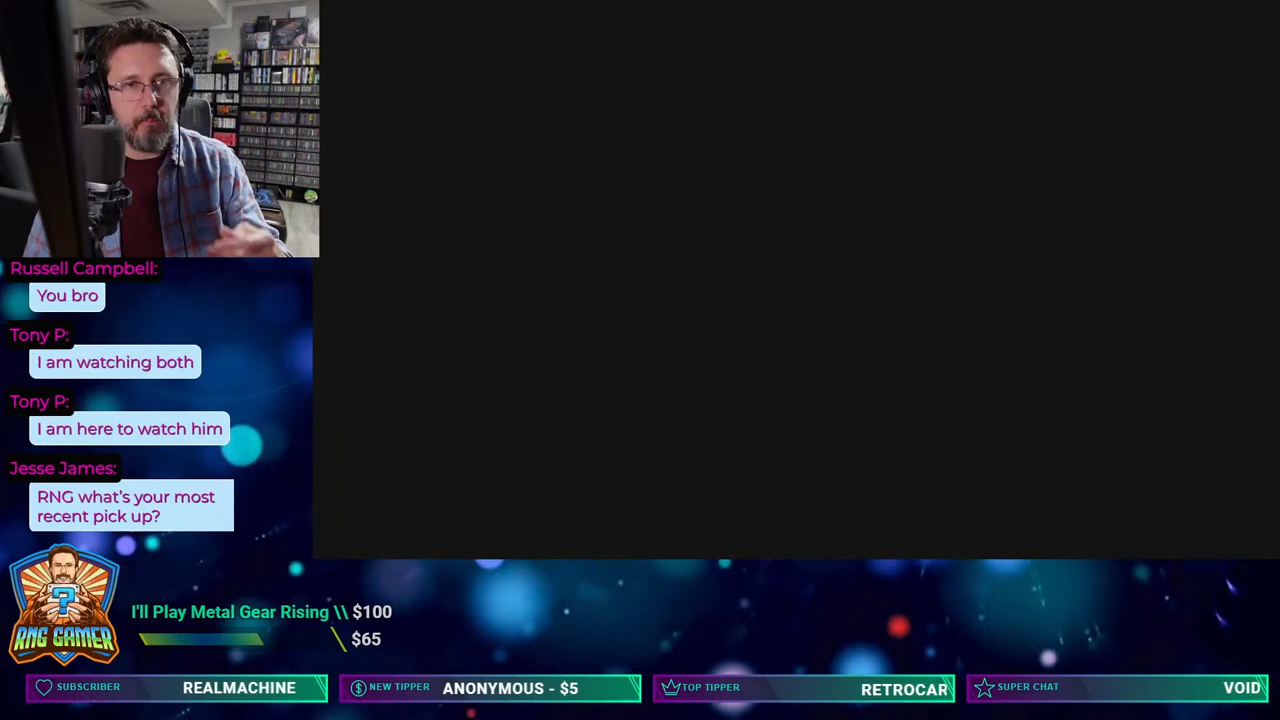 Russell Campbell:
You bro
Tony P:
I am watching both
Tony P:
I am here to watch him
Jesse James:
RNG what's your most
recent pick up?
?
RNG GAMER
I'll Play Metal Gear Rising \\ $100
$65
SUBSCRIBER
REALMACHINE
NEW TIPPER
ANONYMOUS - $5
TOP TIPPER
RETROCAR
SUPER CHAT
VOID